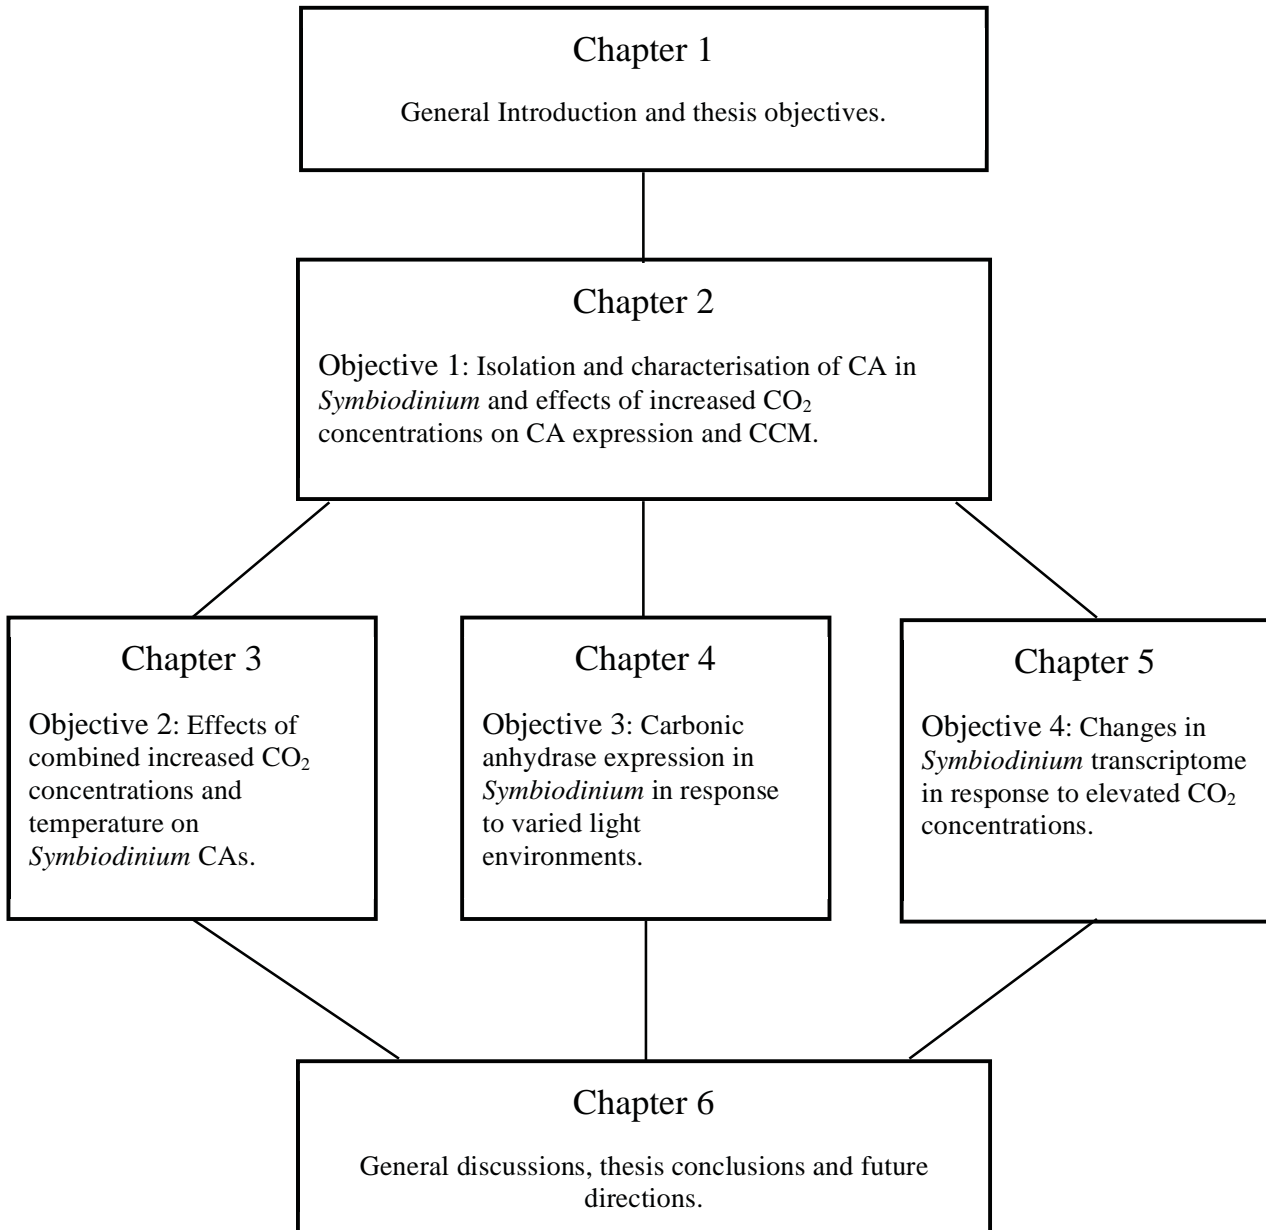 Chapter 1
General Introduction and thesis objectives.
Chapter 2
Objective 1: Isolation and characterisation of CA in
Symbiodinium and effects of increased CO₂
concentrations on CA expression and CCM.
Chapter 3
Objective 2: Effects of
combined increased CO₂
concentrations and
temperature on
Symbiodinium CAs.
Chapter 4
Objective 3: Carbonic
anhydrase expression in
Symbiodinium in response
to varied light
environments.
Chapter 5
Objective 4: Changes in
Symbiodinium transcriptome
in response to elevated CO₂
concentrations.
Chapter 6
General discussions, thesis conclusions and future
directions.